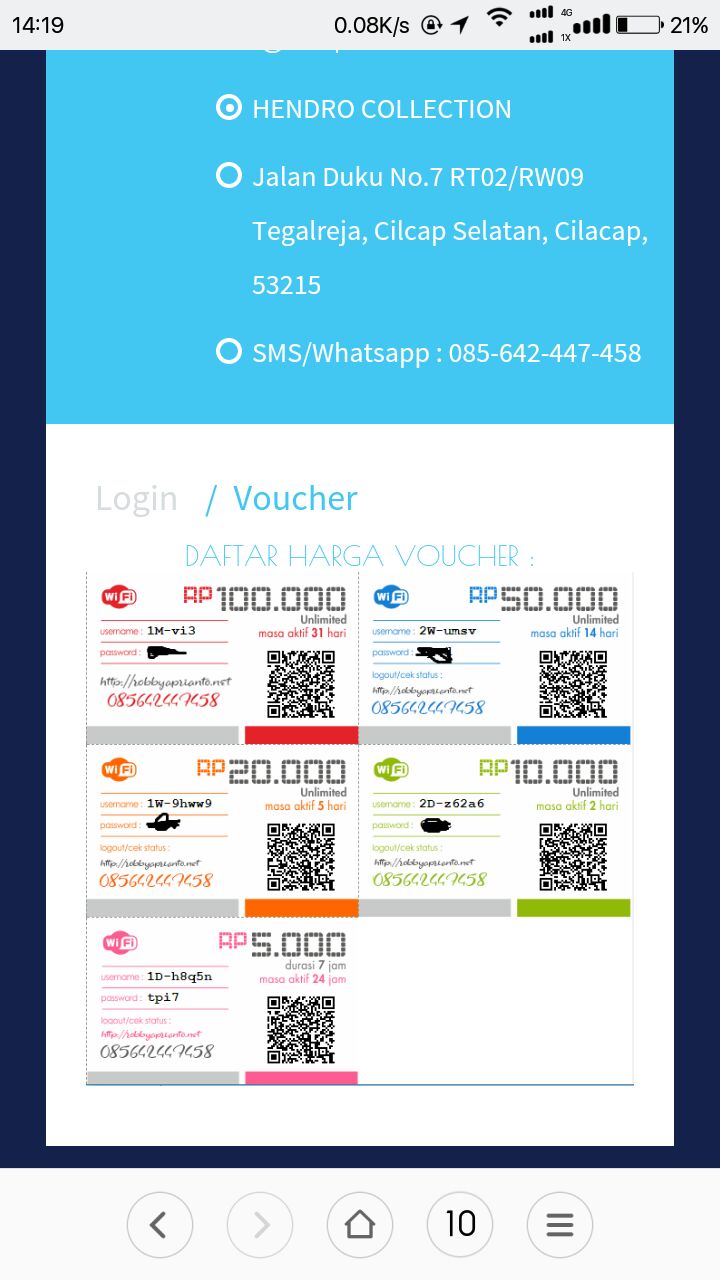 14:19 0.08K/s 4G 1X 21%
HENDRO COLLECTION
Jalan Duku No.7 RT02/RW09
Tegalreja, Cilcap Selatan, Cilacap,
53215
SMS/Whatsapp : 085-642-447-458
Login / Voucher
DAFTAR HARGA VOUCHER :
WiFi RP100.000
Unlimited
username : 1M-vi3
masa aktif 31 hari
password :
http://robbyaprianto.net
085642447458
WiFi RP50.000
Unlimited
username : 2W-umsv
masa aktif 14 hari
password :
logout/cek status :
http://robbyaprianto.net
085642447458
WiFi RP20.000
Unlimited
username : 1W-9hww9
masa aktif 5 hari
password :
logout/cek status :
http://robbyaprianto.net
085642447458
WiFi RP10.000
Unlimited
username : 2D-z62a6
masa aktif 2 hari
password :
logout/cek status :
http://robbyaprianto.net
085642447458
WiFi RP5.000
durasi 7 jam
username : 1D-h8q5n
masa aktif 24 jam
password : tpi7
logout/cek status :
http://robbyaprianto.net
085642447458
10